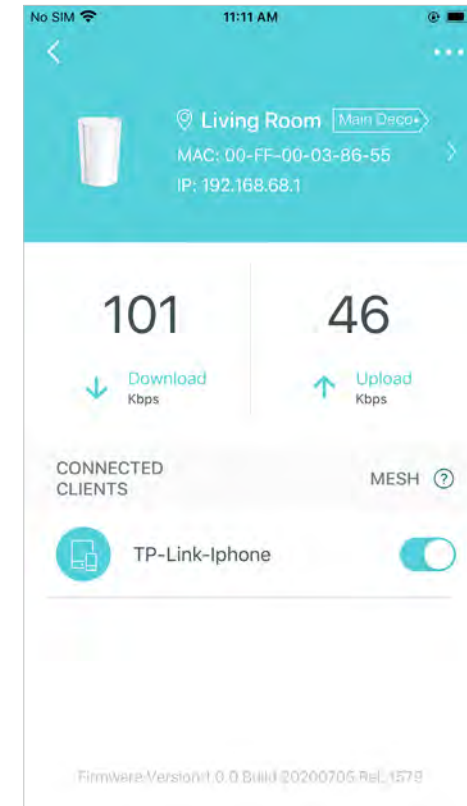 No SIM 11:11 AM
Living Room Main Deco
MAC: 00-FF-00-03-86-55
IP: 192.168.68.1
101 46
Download Upload
Kbps Kbps
CONNECTED
CLIENTS MESH ?
TP-Link-Iphone
Firmware Version:1.0.0 Build 20200706 Rel. 1579